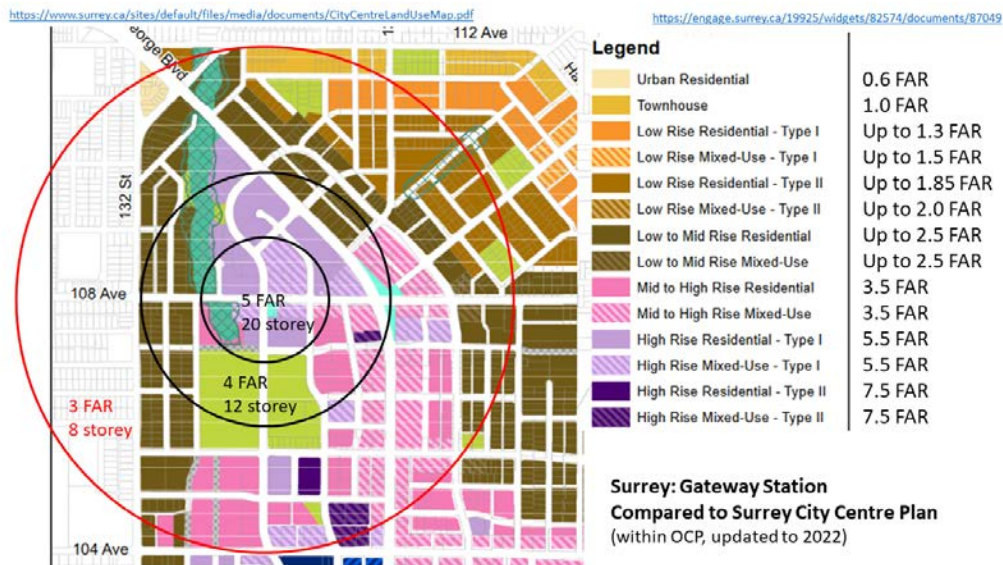 https://www.surrey.ca/sites/default/files/media/documents/CityCentreLandUseMap.pdf
https://engage.surrey.ca/19925/widgets/82574/documents/87049
112 Ave
eorge Blvd
132 St
108 Ave
5 FAR
20 storey
4 FAR
12 storey
3 FAR
8 storey
104 Ave
Legend
Urban Residential 0.6 FAR
Townhouse 1.0 FAR
Low Rise Residential - Type I Up to 1.3 FAR
Low Rise Mixed-Use - Type I Up to 1.5 FAR
Low Rise Residential - Type II Up to 1.85 FAR
Low Rise Mixed-Use - Type II Up to 2.0 FAR
Low to Mid Rise Residential Up to 2.5 FAR
Low to Mid Rise Mixed-Use Up to 2.5 FAR
Mid to High Rise Residential 3.5 FAR
Mid to High Rise Mixed-Use 3.5 FAR
High Rise Residential - Type I 5.5 FAR
High Rise Mixed-Use - Type I 5.5 FAR
High Rise Residential - Type II 7.5 FAR
High Rise Mixed-Use - Type II 7.5 FAR
Surrey: Gateway Station
Compared to Surrey City Centre Plan
(within OCP, updated to 2022)